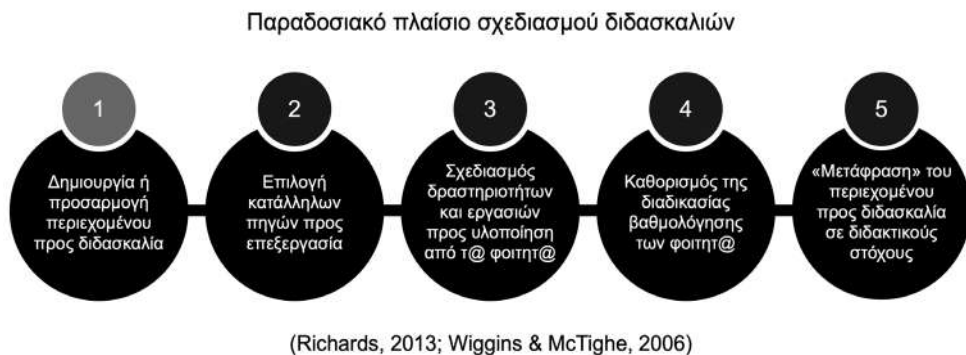 Παραδοσιακό πλαίσιο σχεδιασμού διδασκαλιών
1
Δημιουργία ή
προσαρμογή
περιεχομένου
προς διδασκαλία
2
Επιλογή
κατάλληλων
πηγών προς
επεξεργασία
3
Σχεδιασμός
δραστηριοτήτων
και εργασιών
προς υλοποίηση
από τ@ φοιτητ@
4
Καθορισμός της
διαδικασίας
βαθμολόγησης
των φοιτητ@
5
«Μετάφραση» του
περιεχομένου
προς διδασκαλία
σε διδακτικούς
στόχους
(Richards, 2013; Wiggins & McTighe, 2006)